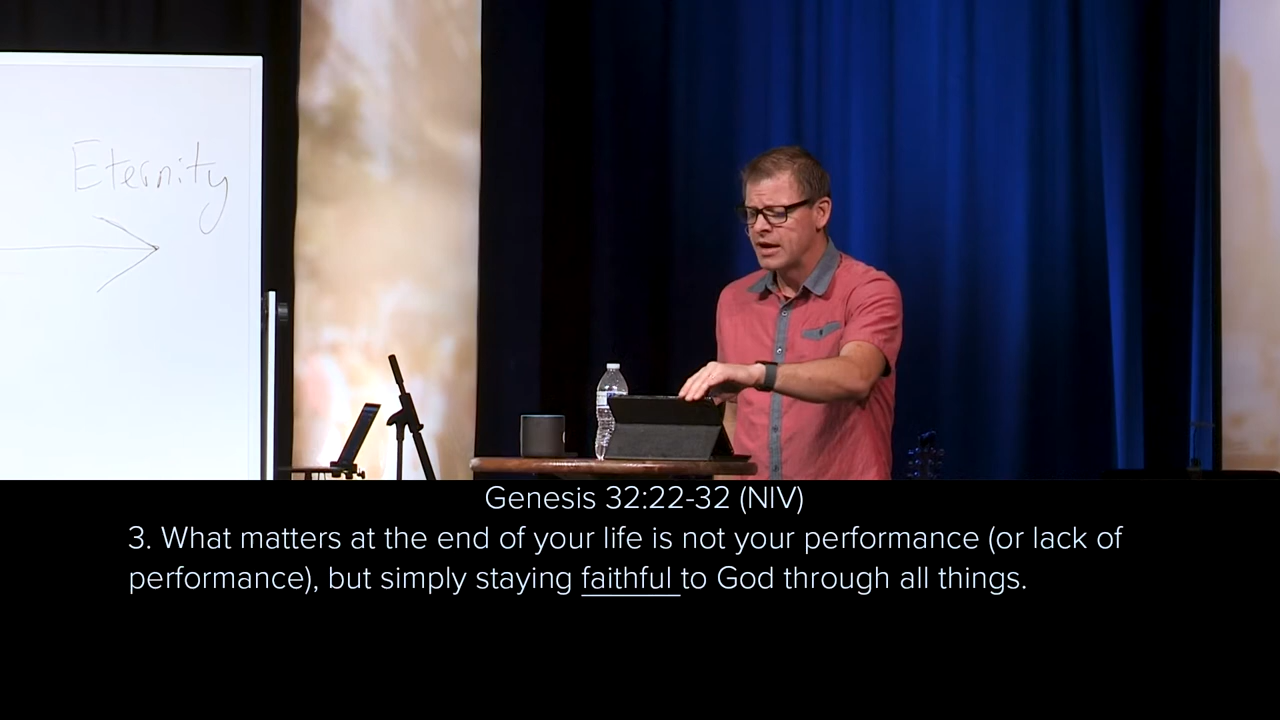 Eternity
Genesis 32:22-32 (NIV)
3. What matters at the end of your life is not your performance (or lack of
performance), but simply staying faithful to God through all things.